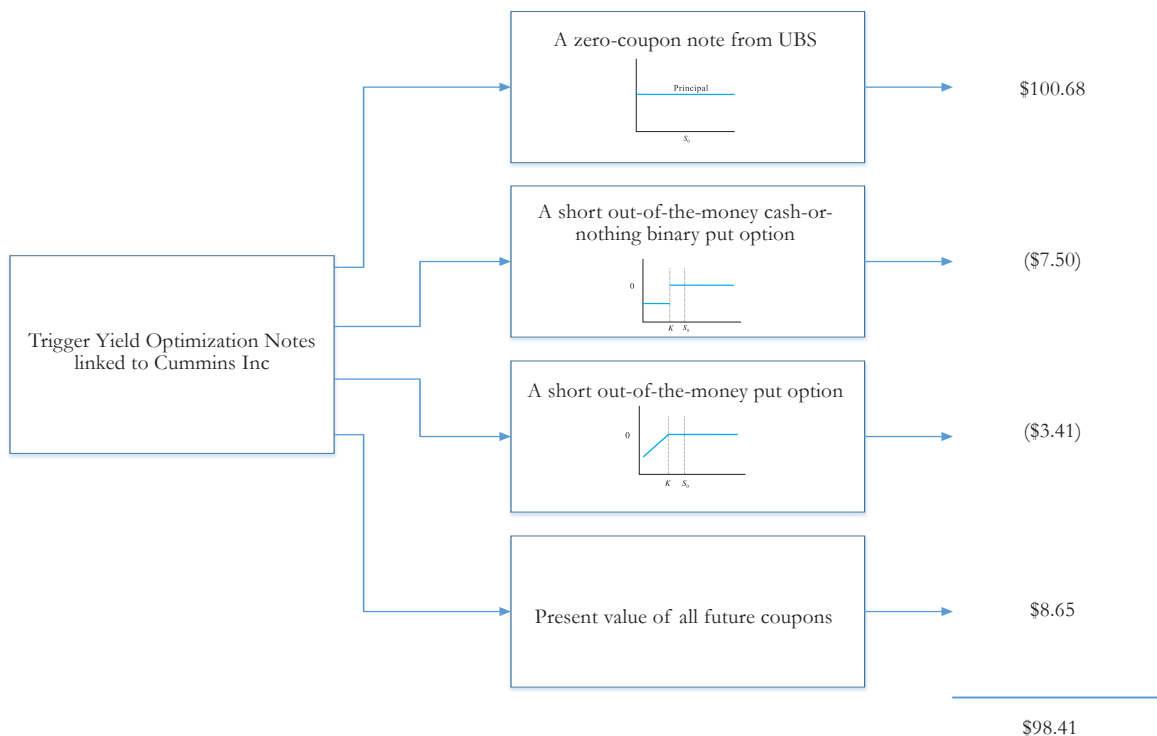 A zero-coupon note from UBS
Principal
S₀
$100.68
A short out-of-the-money cash-or-
nothing binary put option
0
K S₀
($7.50)
Trigger Yield Optimization Notes
linked to Cummins Inc
A short out-of-the-money put option
0
K S₀
($3.41)
Present value of all future coupons
$8.65
$98.41